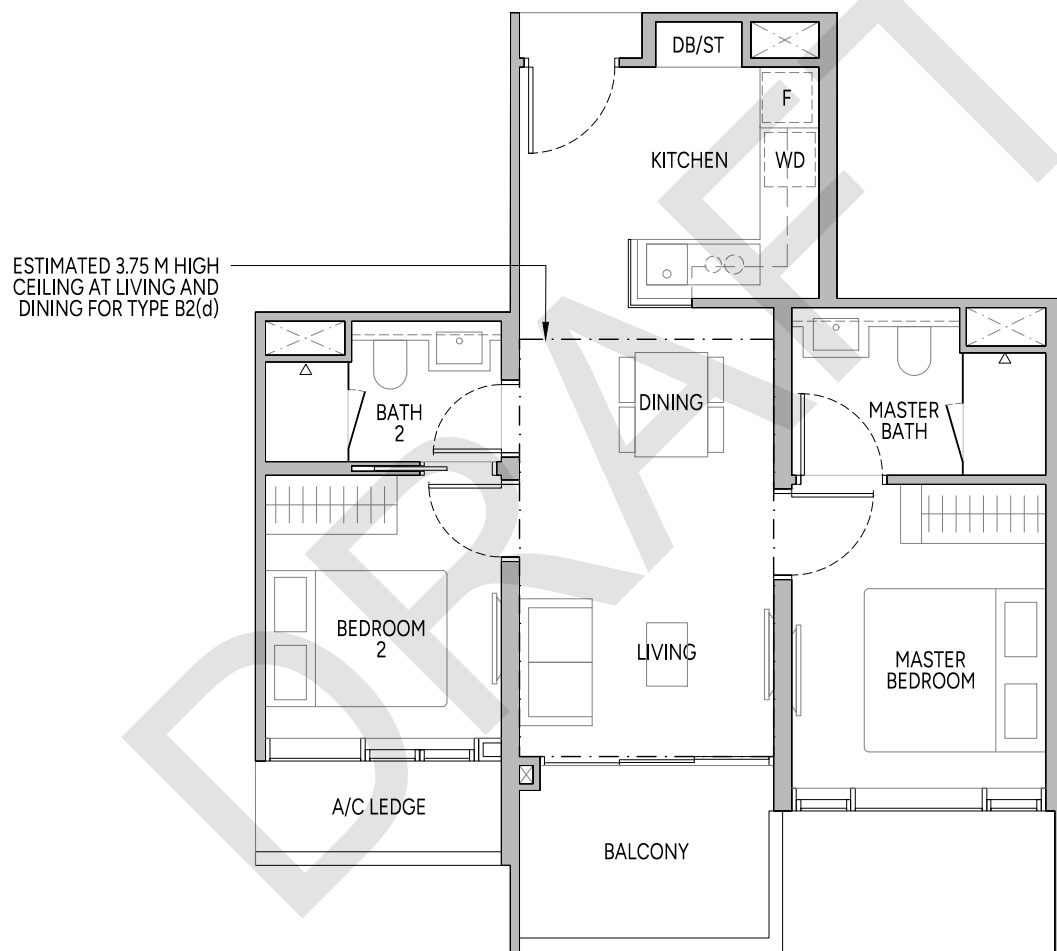 DB/ST
F
KITCHEN
WD
ESTIMATED 3.75 M HIGH
CEILING AT LIVING AND
DINING FOR TYPE B2(d)
BATH
2
DINING
MASTER
BATH
BEDROOM
2
LIVING
MASTER
BEDROOM
A/C LEDGE
BALCONY
DRAFT